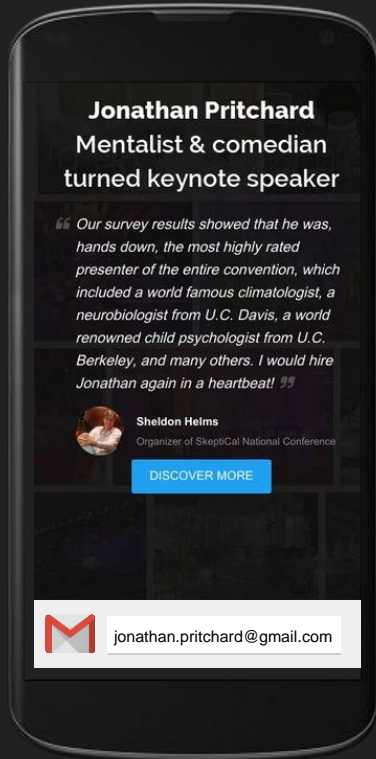 Jonathan Pritchard
Mentalist & comedian
turned keynote speaker
“ Our survey results showed that he was,
hands down, the most highly rated
presenter of the entire convention, which
included a world famous climatologist, a
neurobiologist from U.C. Davis, a world
renowned child psychologist from U.C.
Berkeley, and many others. I would hire
Jonathan again in a heartbeat! ”
Sheldon Helms
Organizer of SkeptiCal National Conference
DISCOVER MORE
jonathan.pritchard@gmail.com